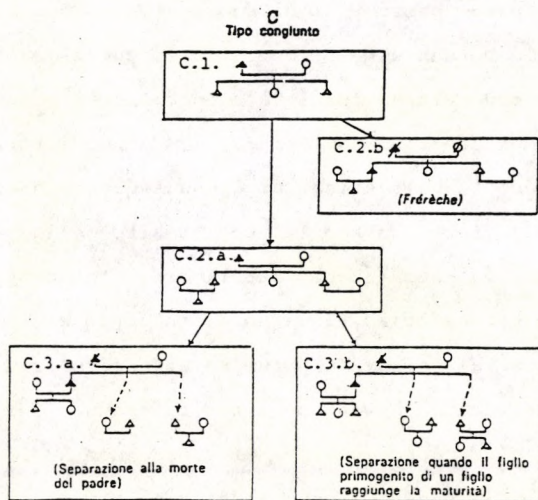 C
Tipo congiunto
C.1.
C.2.b
(Frérèche)
C.2.a.
C.3.a.
(Separazione alla morte
del padre)
C.3.b.
(Separazione quando il figlio
primogenito di un figlio
raggiunge la maturità)